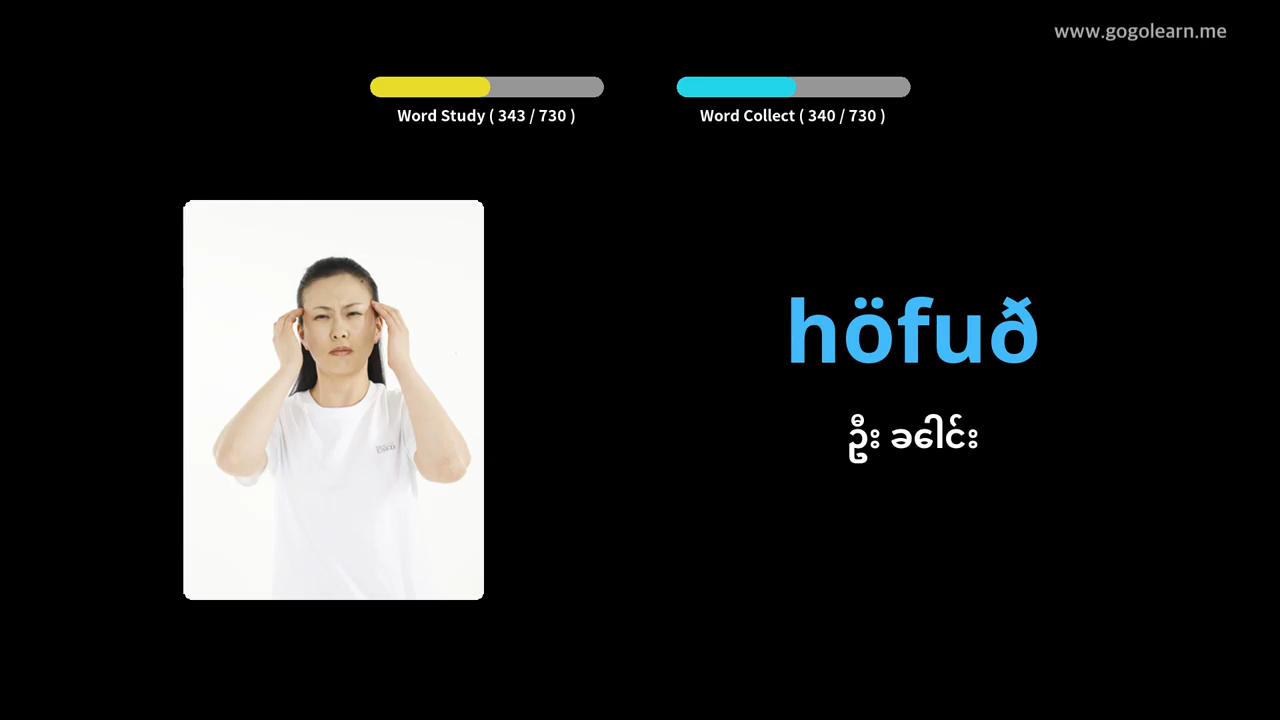 www.gogolearn.me
Word Study ( 343 / 730 )
Word Collect ( 340 / 730 )
höfuð
ဦး ခေါင်း